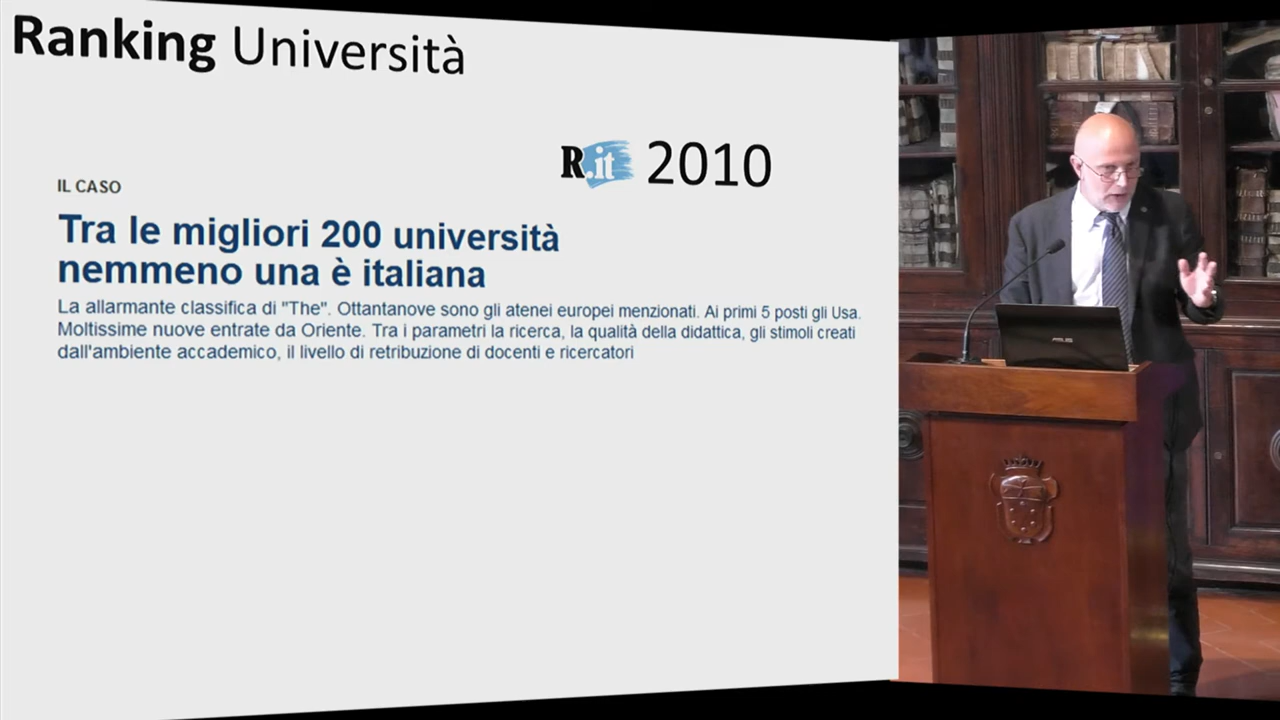 Ranking Università
R.it 2010
IL CASO
Tra le migliori 200 università
nemmeno una è italiana
La allarmante classifica di "The". Ottantanove sono gli atenei europei menzionati. Ai primi 5 posti gli Usa.
Moltissime nuove entrate da Oriente. Tra i parametri la ricerca, la qualità della didattica, gli stimoli creati
dall'ambiente accademico, il livello di retribuzione di docenti e ricercatori
ASUS